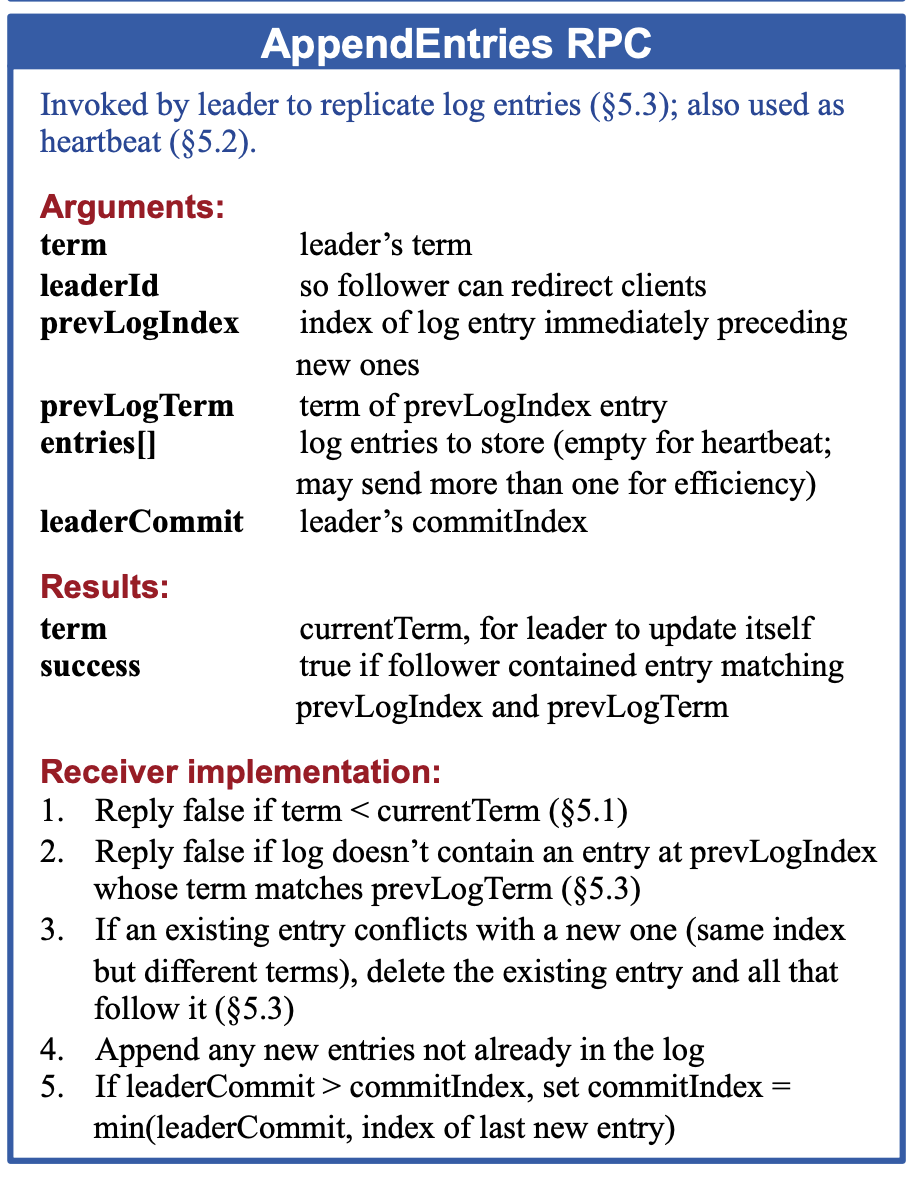 AppendEntries RPC
Invoked by leader to replicate log entries (§5.3); also used as
heartbeat (§5.2).
Arguments:
term leader’s term
leaderId so follower can redirect clients
prevLogIndex index of log entry immediately preceding
new ones
prevLogTerm term of prevLogIndex entry
entries[] log entries to store (empty for heartbeat;
may send more than one for efficiency)
leaderCommit leader’s commitIndex
Results:
term currentTerm, for leader to update itself
success true if follower contained entry matching
prevLogIndex and prevLogTerm
Receiver implementation:
1. Reply false if term < currentTerm (§5.1)
2. Reply false if log doesn’t contain an entry at prevLogIndex
whose term matches prevLogTerm (§5.3)
3. If an existing entry conflicts with a new one (same index
but different terms), delete the existing entry and all that
follow it (§5.3)
4. Append any new entries not already in the log
5. If leaderCommit > commitIndex, set commitIndex =
min(leaderCommit, index of last new entry)